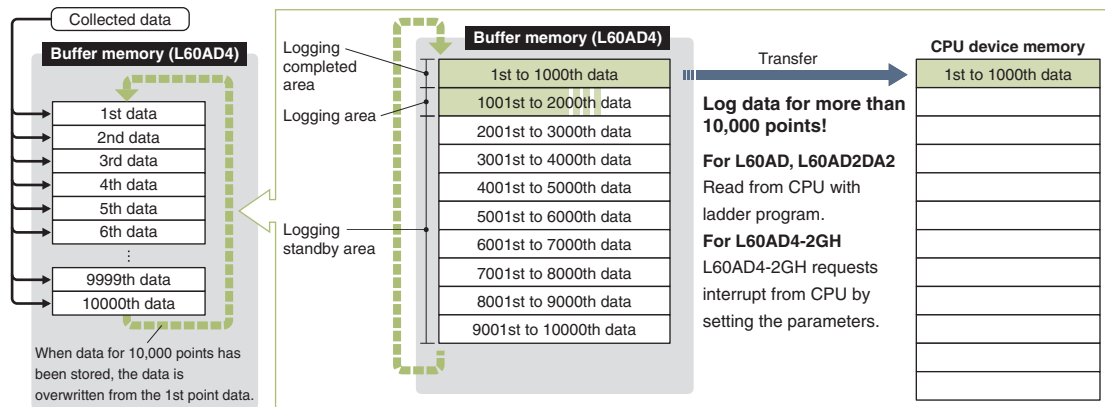 Collected data
Buffer memory (L60AD4)
1st data
2nd data
3rd data
4th data
5th data
6th data
⋮
9999th data
10000th data
When data for 10,000 points has
been stored, the data is
overwritten from the 1st point data.
Logging
completed
area
Logging area
Logging
standby area
Buffer memory (L60AD4)
1st to 1000th data
1001st to 2000th data
2001st to 3000th data
3001st to 4000th data
4001st to 5000th data
5001st to 6000th data
6001st to 7000th data
7001st to 8000th data
8001st to 9000th data
9001st to 10000th data
Transfer
Log data for more than
10,000 points!
For L60AD, L60AD2DA2
Read from CPU with
ladder program.
For L60AD4-2GH
L60AD4-2GH requests
interrupt from CPU by
setting the parameters.
CPU device memory
1st to 1000th data